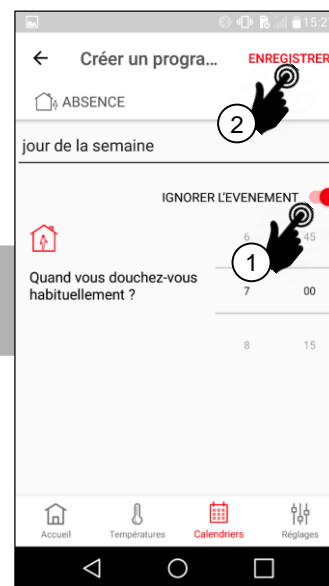 15:2
Créer un progra... ENREGISTRER
ABSENCE
2
jour de la semaine
IGNORER L'EVENEMENT
1
6 45
Quand vous douchez-vous
habituellement ?
7 00
8 15
Accueil Températures Calendriers Réglages